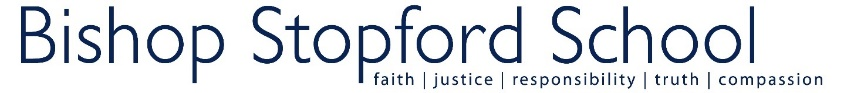 Bishop Stopford School
faith | justice | responsibility | truth | compassion